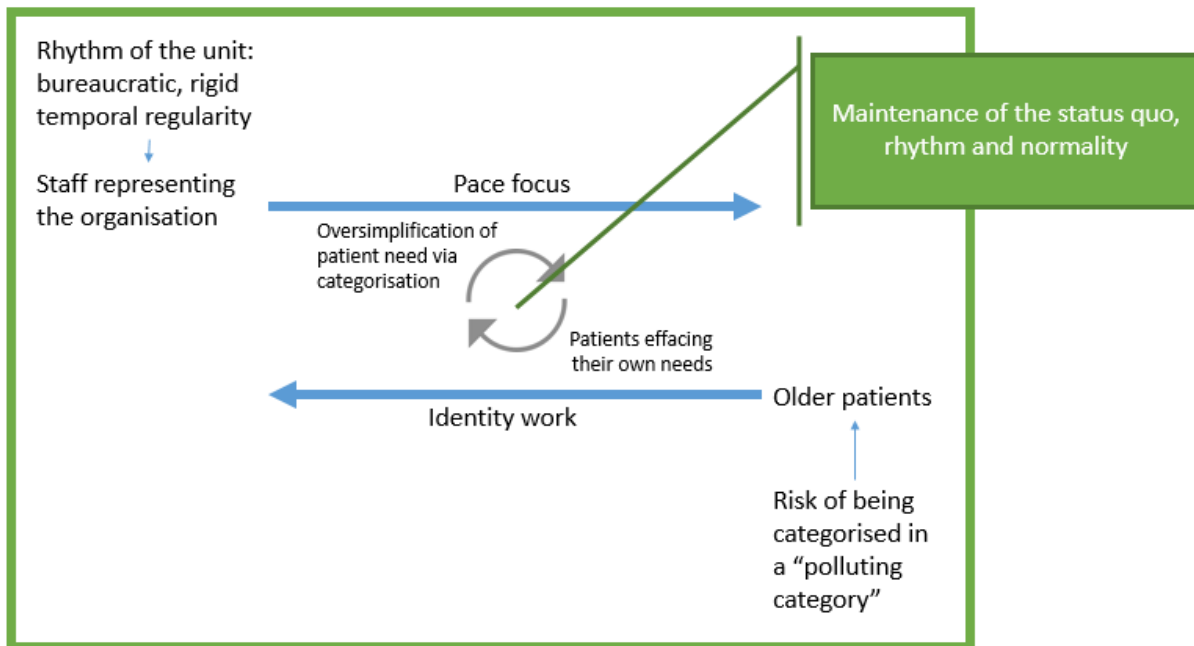 Rhythm of the unit:
bureaucratic, rigid
temporal regularity
Staff representing
the organisation
Pace focus
Oversimplification of
patient need via
categorisation
Maintenance of the status quo,
rhythm and normality
Patients effacing
their own needs
Identity work
Older patients
Risk of being
categorised in
a “polluting
category”